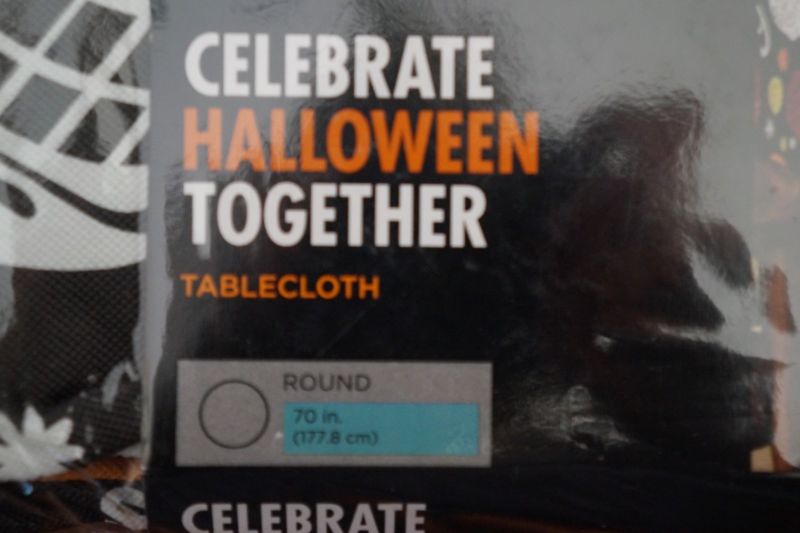 CELEBRATE
HALLOWEEN
TOGETHER
TABLECLOTH
ROUND
70 in.
(177.8 cm)
CELEBRATE